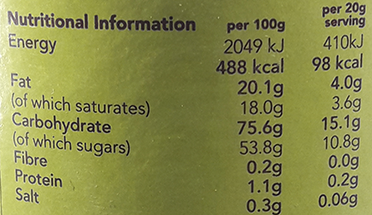 Nutritional Information per 100g per 20g serving
Energy 2049 kJ 410kJ
488 kcal 98 kcal
Fat 20.1g 4.0g
(of which saturates) 18.0g 3.6g
Carbohydrate 75.6g 15.1g
(of which sugars) 53.8g 10.8g
Fibre 0.2g 0.0g
Protein 1.1g 0.2g
Salt 0.3g 0.06g